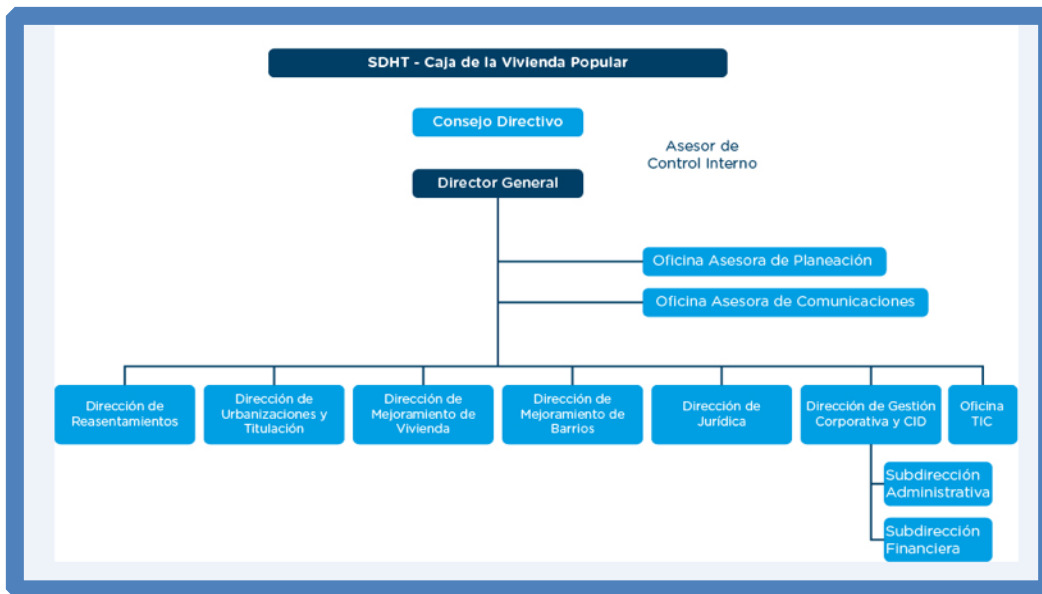 SDHT - Caja de la Vivienda Popular
Consejo Directivo
Asesor de
Control Interno
Director General
Oficina Asesora de Planeación
Oficina Asesora de Comunicaciones
Dirección de
Reasentamientos
Dirección de
Urbanizaciones y
Titulación
Dirección de
Mejoramiento de
Vivienda
Dirección de
Mejoramiento de
Barrios
Dirección de
Jurídica
Dirección de Gestión
Corporativa y CID
Oficina
TIC
Subdirección
Administrativa
Subdirección
Financiera